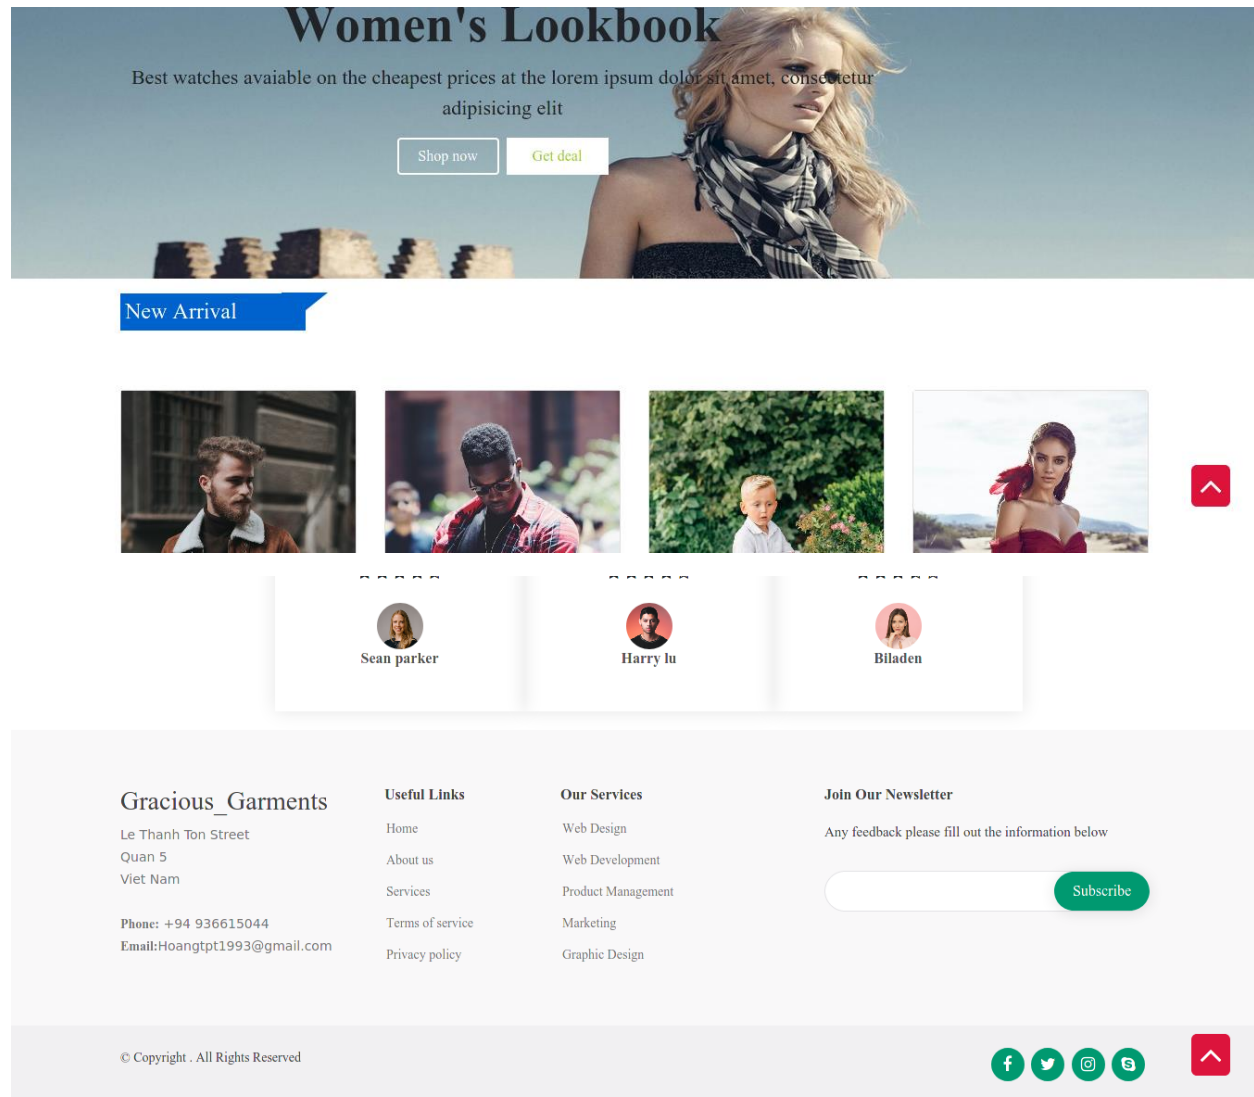 Women's Lookbook
Best watches avaiable on the cheapest prices at the lorem ipsum dolor sit amet, consectetur
adipisicing elit
Shop now
Get deal
New Arrival
Sean parker
Harry lu
Biladen
Gracious_Garments
Le Thanh Ton Street
Quan 5
Viet Nam
Phone: +94 936615044
Email:Hoangtpt1993@gmail.com
Useful Links
Home
About us
Services
Terms of service
Privacy policy
Our Services
Web Design
Web Development
Product Management
Marketing
Graphic Design
Join Our Newsletter
Any feedback please fill out the information below
Subscribe
© Copyright . All Rights Reserved